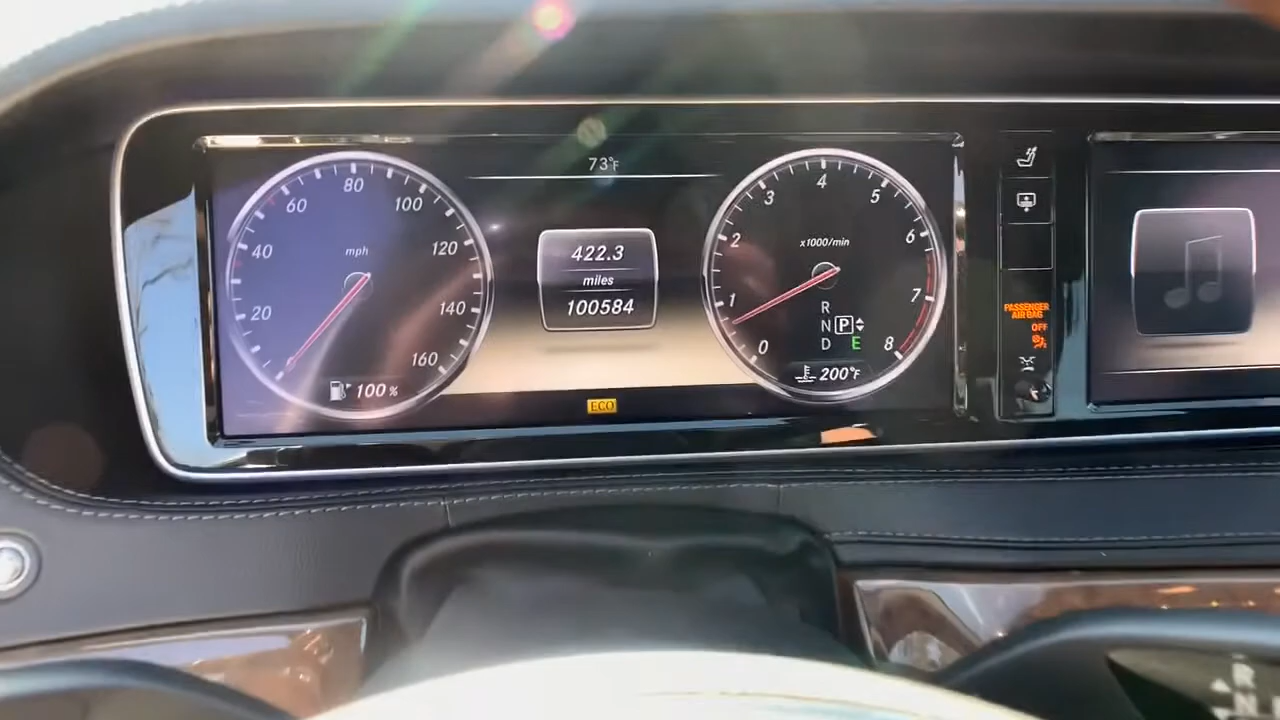 73°F
80
60
100
40
mph
120
20
140
160
100 %
422.3
miles
100584
ECO
4
3
5
2
x1000/min
6
1
7
0
8
R
N P
D E
200°F
PASSENGER
AIR BAG
OFF
R
N